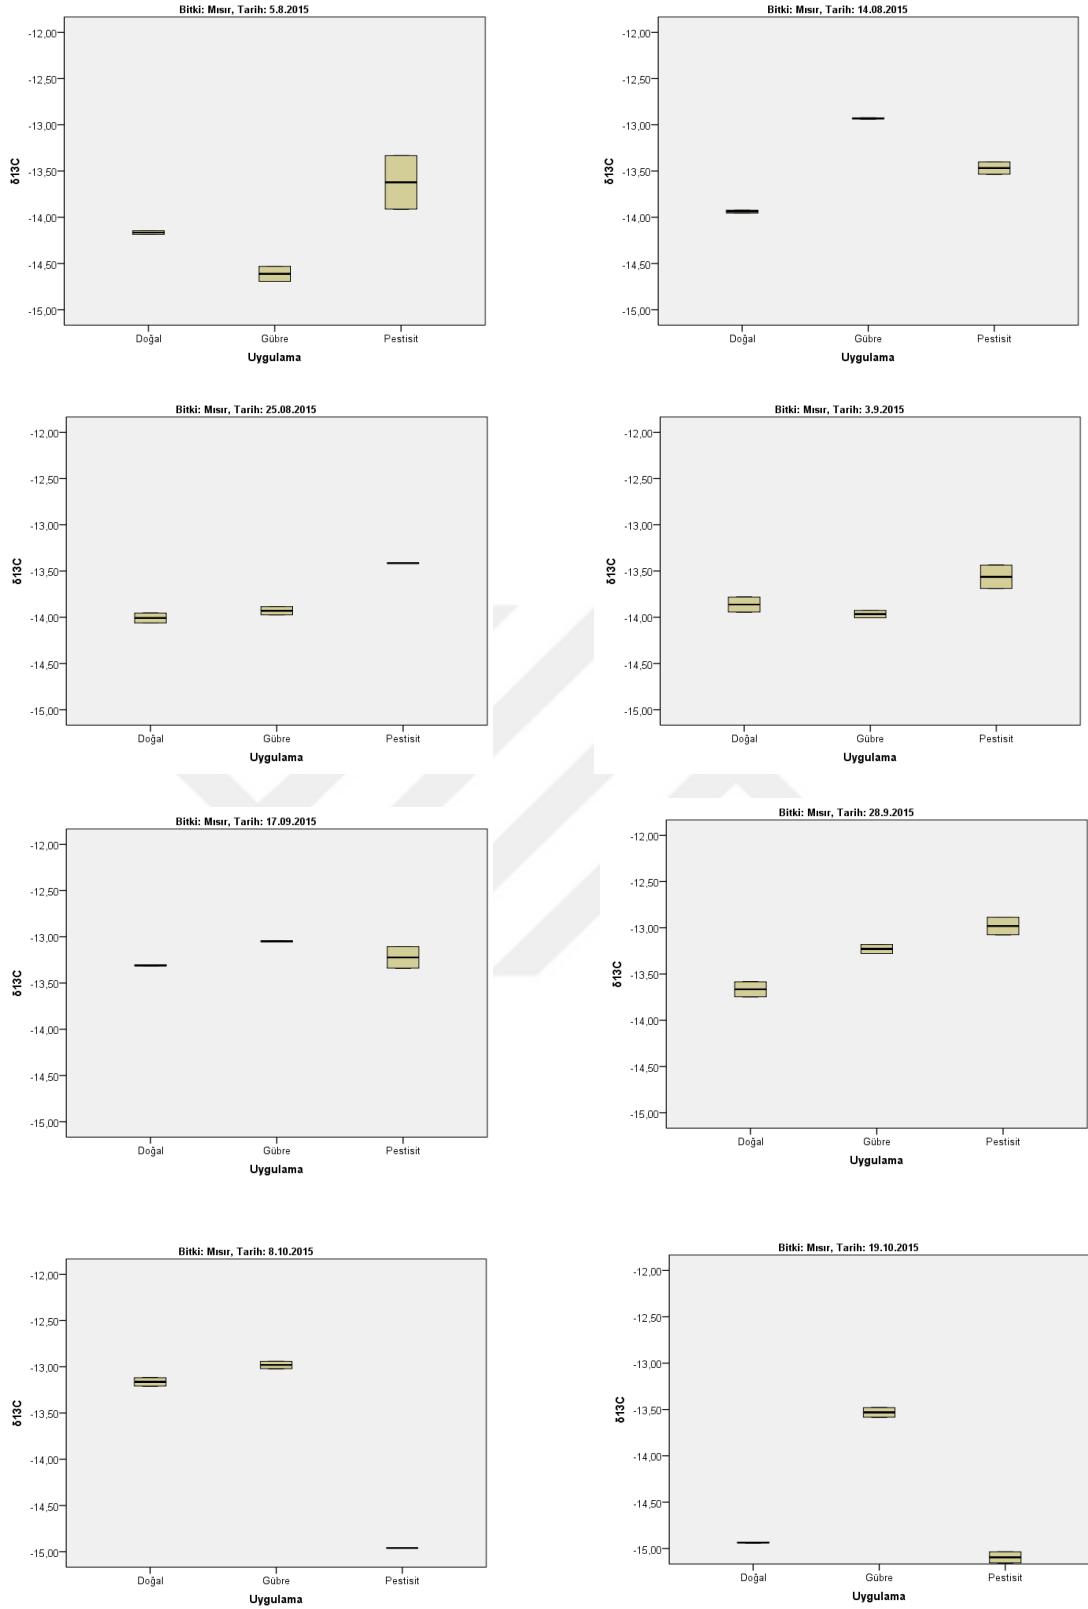 Bitki: Mısır, Tarih: 5.8.2015
-12,00
-12,50
-13,00
-13,50
-14,00
-14,50
-15,00
δ13C
Doğal Gübre Pestisit
Uygulama
Bitki: Mısır, Tarih: 14.08.2015
-12,00
-12,50
-13,00
-13,50
-14,00
-14,50
-15,00
δ13C
Doğal Gübre Pestisit
Uygulama
Bitki: Mısır, Tarih: 25.08.2015
-12,00
-12,50
-13,00
-13,50
-14,00
-14,50
-15,00
δ13C
Doğal Gübre Pestisit
Uygulama
Bitki: Mısır, Tarih: 3.9.2015
-12,00
-12,50
-13,00
-13,50
-14,00
-14,50
-15,00
δ13C
Doğal Gübre Pestisit
Uygulama
Bitki: Mısır, Tarih: 17.09.2015
-12,00
-12,50
-13,00
-13,50
-14,00
-14,50
-15,00
δ13C
Doğal Gübre Pestisit
Uygulama
Bitki: Mısır, Tarih: 28.9.2015
-12,00
-12,50
-13,00
-13,50
-14,00
-14,50
-15,00
δ13C
Doğal Gübre Pestisit
Uygulama
Bitki: Mısır, Tarih: 8.10.2015
-12,00
-12,50
-13,00
-13,50
-14,00
-14,50
-15,00
δ13C
Doğal Gübre Pestisit
Uygulama
Bitki: Mısır, Tarih: 19.10.2015
-12,00
-12,50
-13,00
-13,50
-14,00
-14,50
-15,00
δ13C
Doğal Gübre Pestisit
Uygulama